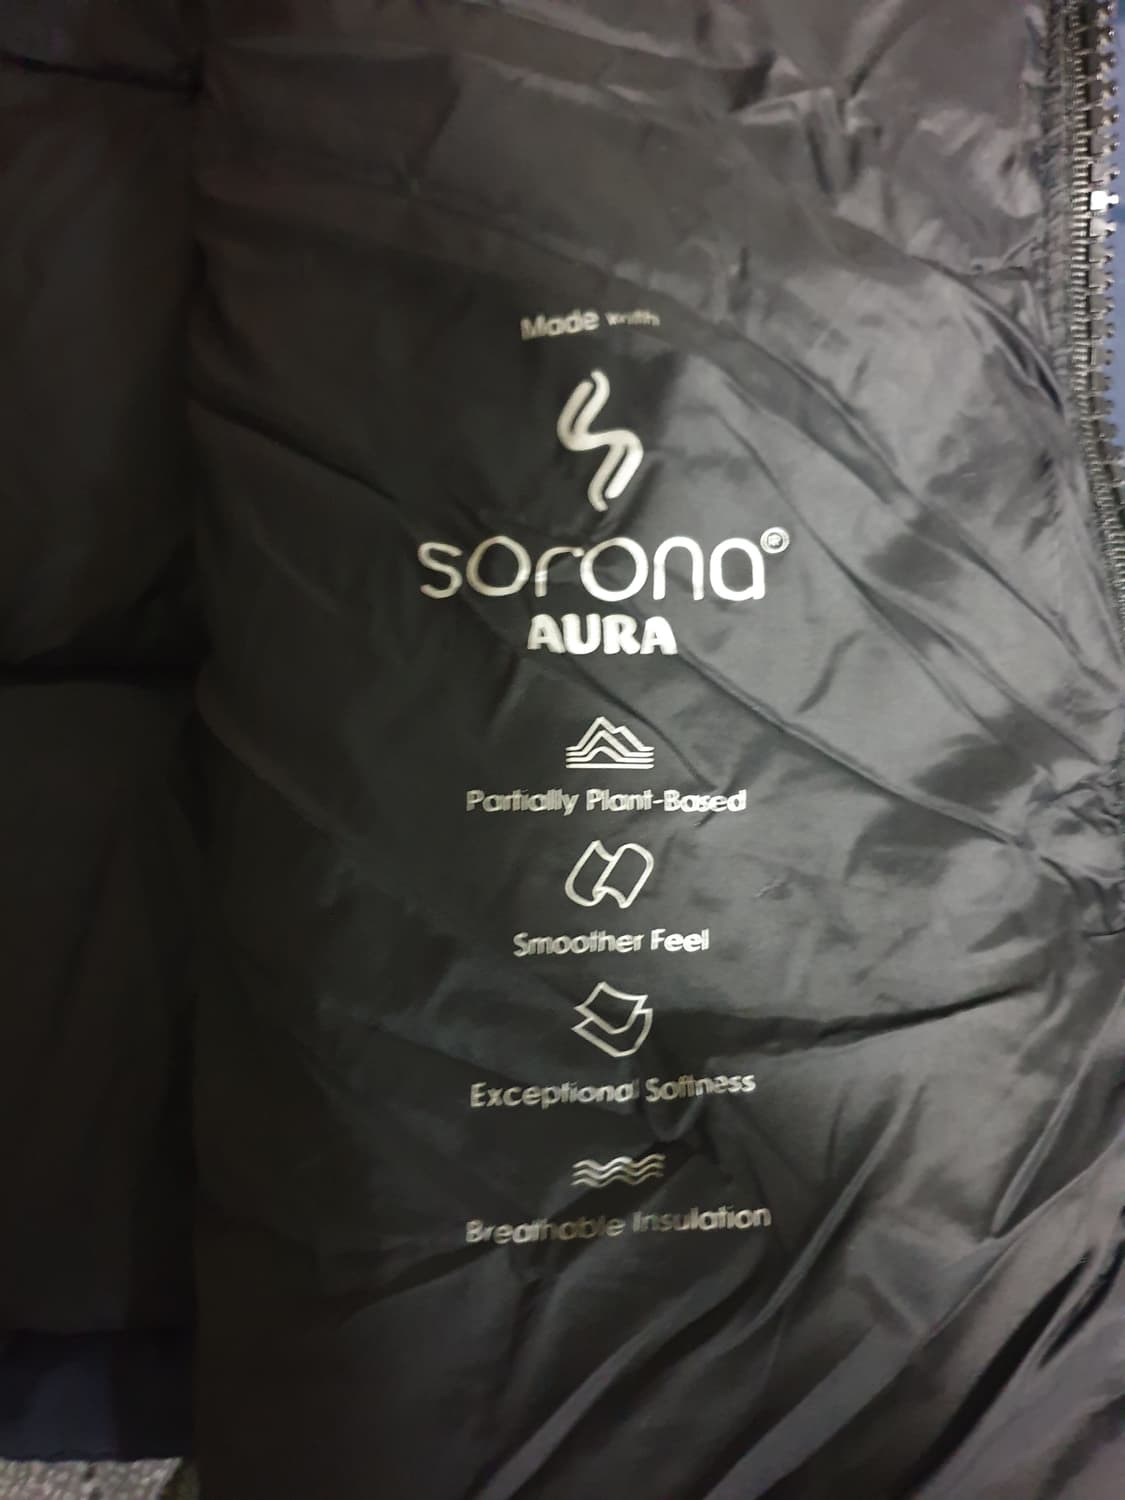 Made with
sorona®
AURA
Partially Plant-Based
Smoother Feel
Exceptional Softness
Breathable Insulation